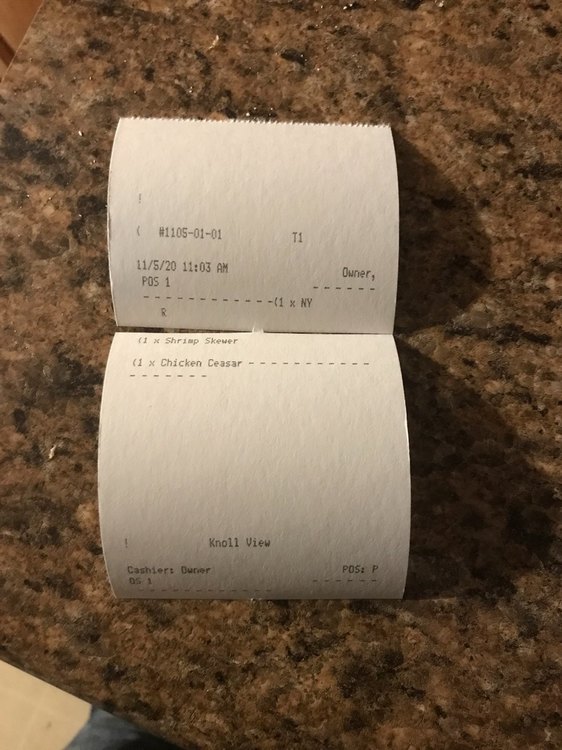 !
( #1105-01-01 T1
11/5/20 11:03 AM Owner,
POS 1 - - - - - -
- - - - - - - - - - - - -(1 x NY
R
(1 x Shrimp Skewer
(1 x Chicken Ceasar - - - - - - - - - - -
- - - - - - -
! Knoll View
Cashier: Owner POS: P
OS 1 - - - - - -
- - - - - - - - - - - -